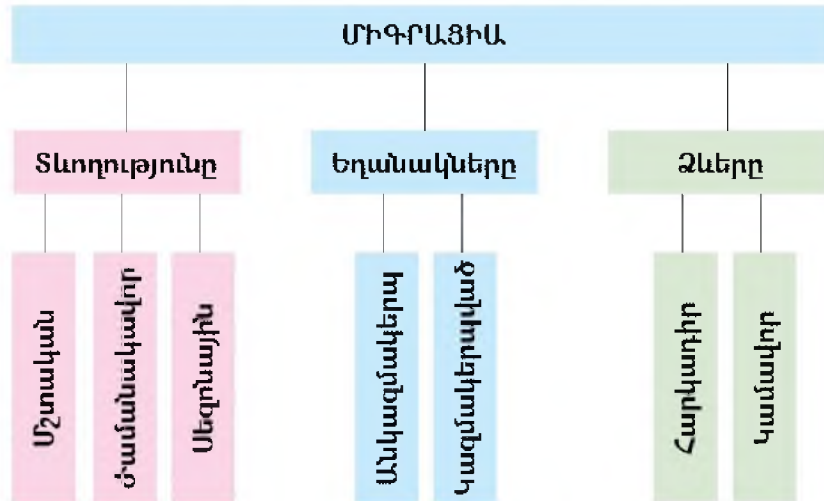 ՄԻԳՐԱՑԻԱ
Տևողությունը
Եղանակները
Ձևերը
Մշտական
Ժամանակավոր
Սեզոնային
Անկազմակերպ
Կազմակերպված
Հարկադիր
Կամավոր